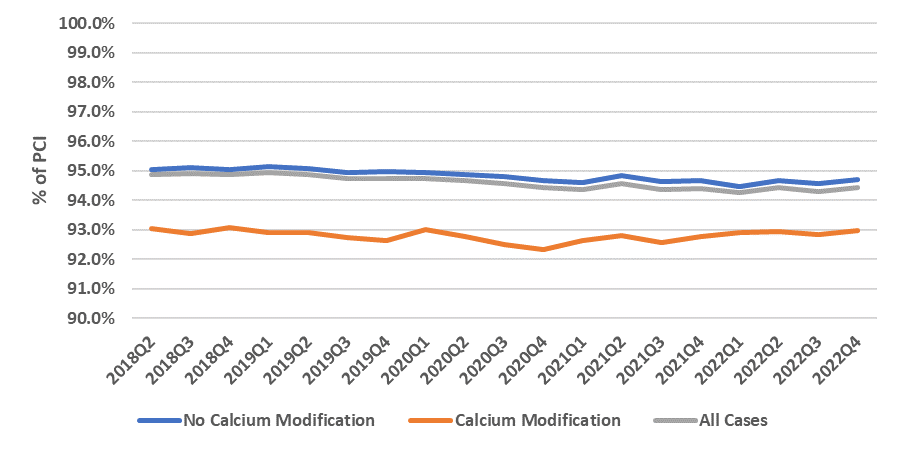 % of PCI
100.0%
99.0%
98.0%
97.0%
96.0%
95.0%
94.0%
93.0%
92.0%
91.0%
90.0%
2018Q2
2018Q3
2018Q4
2019Q1
2019Q2
2019Q3
2019Q4
2020Q1
2020Q2
2020Q3
2020Q4
2021Q1
2021Q2
2021Q3
2021Q4
2022Q1
2022Q2
2022Q3
2022Q4
No Calcium Modification
Calcium Modification
All Cases